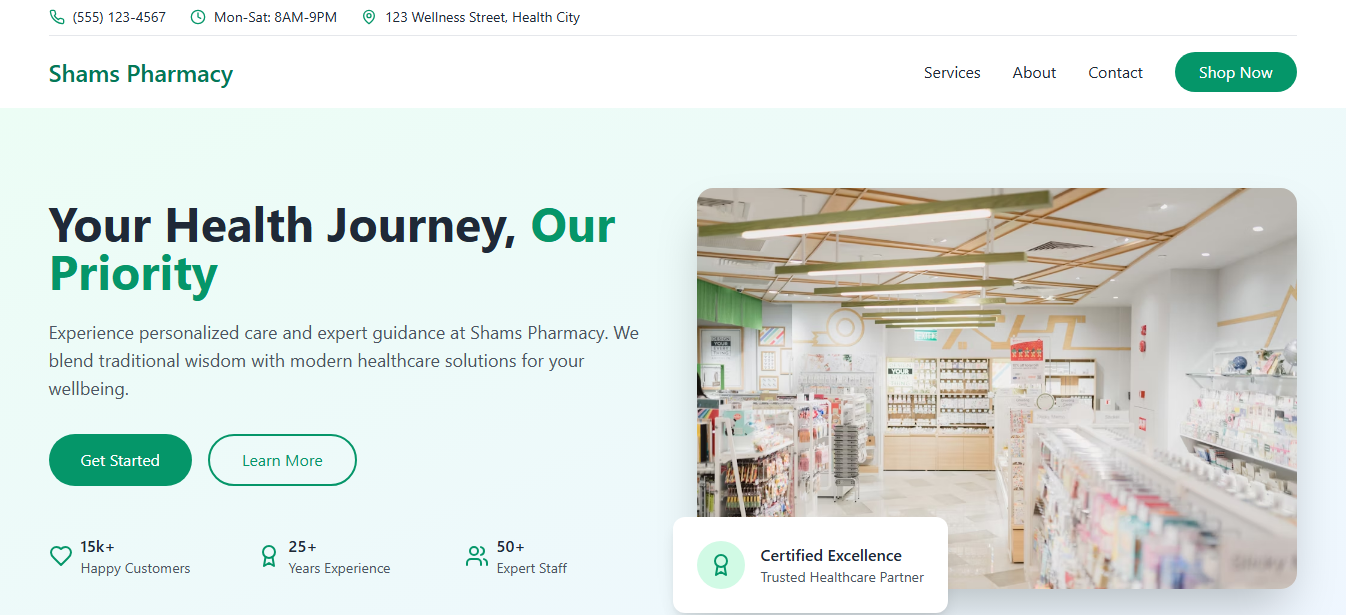 (555) 123-4567 Mon-Sat: 8AM-9PM 123 Wellness Street, Health City
Shams Pharmacy Services About Contact Shop Now
Your Health Journey, Our
Priority
Experience personalized care and expert guidance at Shams Pharmacy. We
blend traditional wisdom with modern healthcare solutions for your
wellbeing.
Get Started Learn More
15k+
Happy Customers
25+
Years Experience
50+
Expert Staff
YOUR
Certified Excellence
Trusted Healthcare Partner